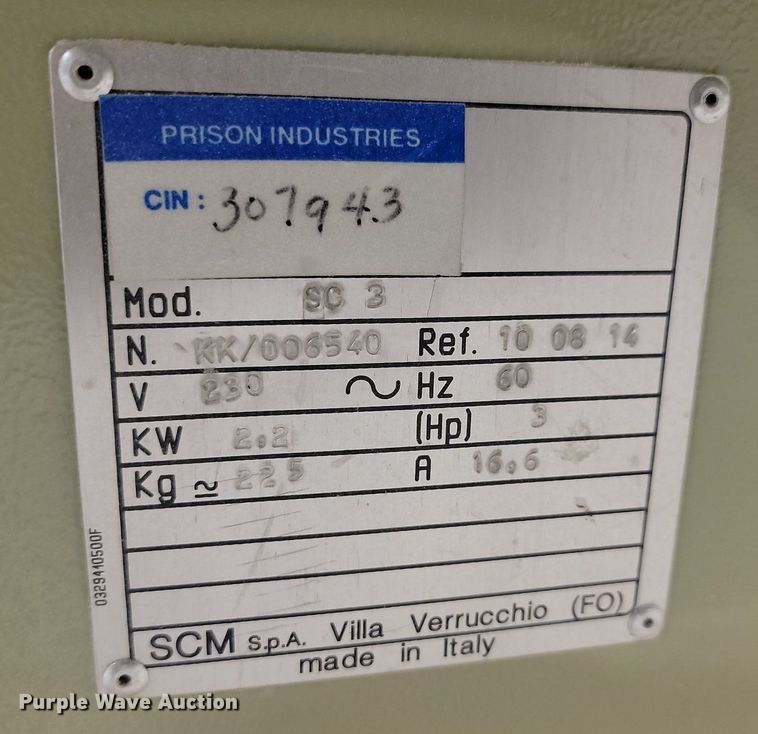 PRISON INDUSTRIES
CIN: 307943
Mod. SC 3
N. KK/006540 Ref. 10 08 14
V 230 ~ Hz 60
KW 2.2 (Hp) 3
Kg ≃ 225 A 16.6
0329410500F
SCM S.p.A. Villa Verrucchio (FO)
made in Italy
Purple Wave Auction